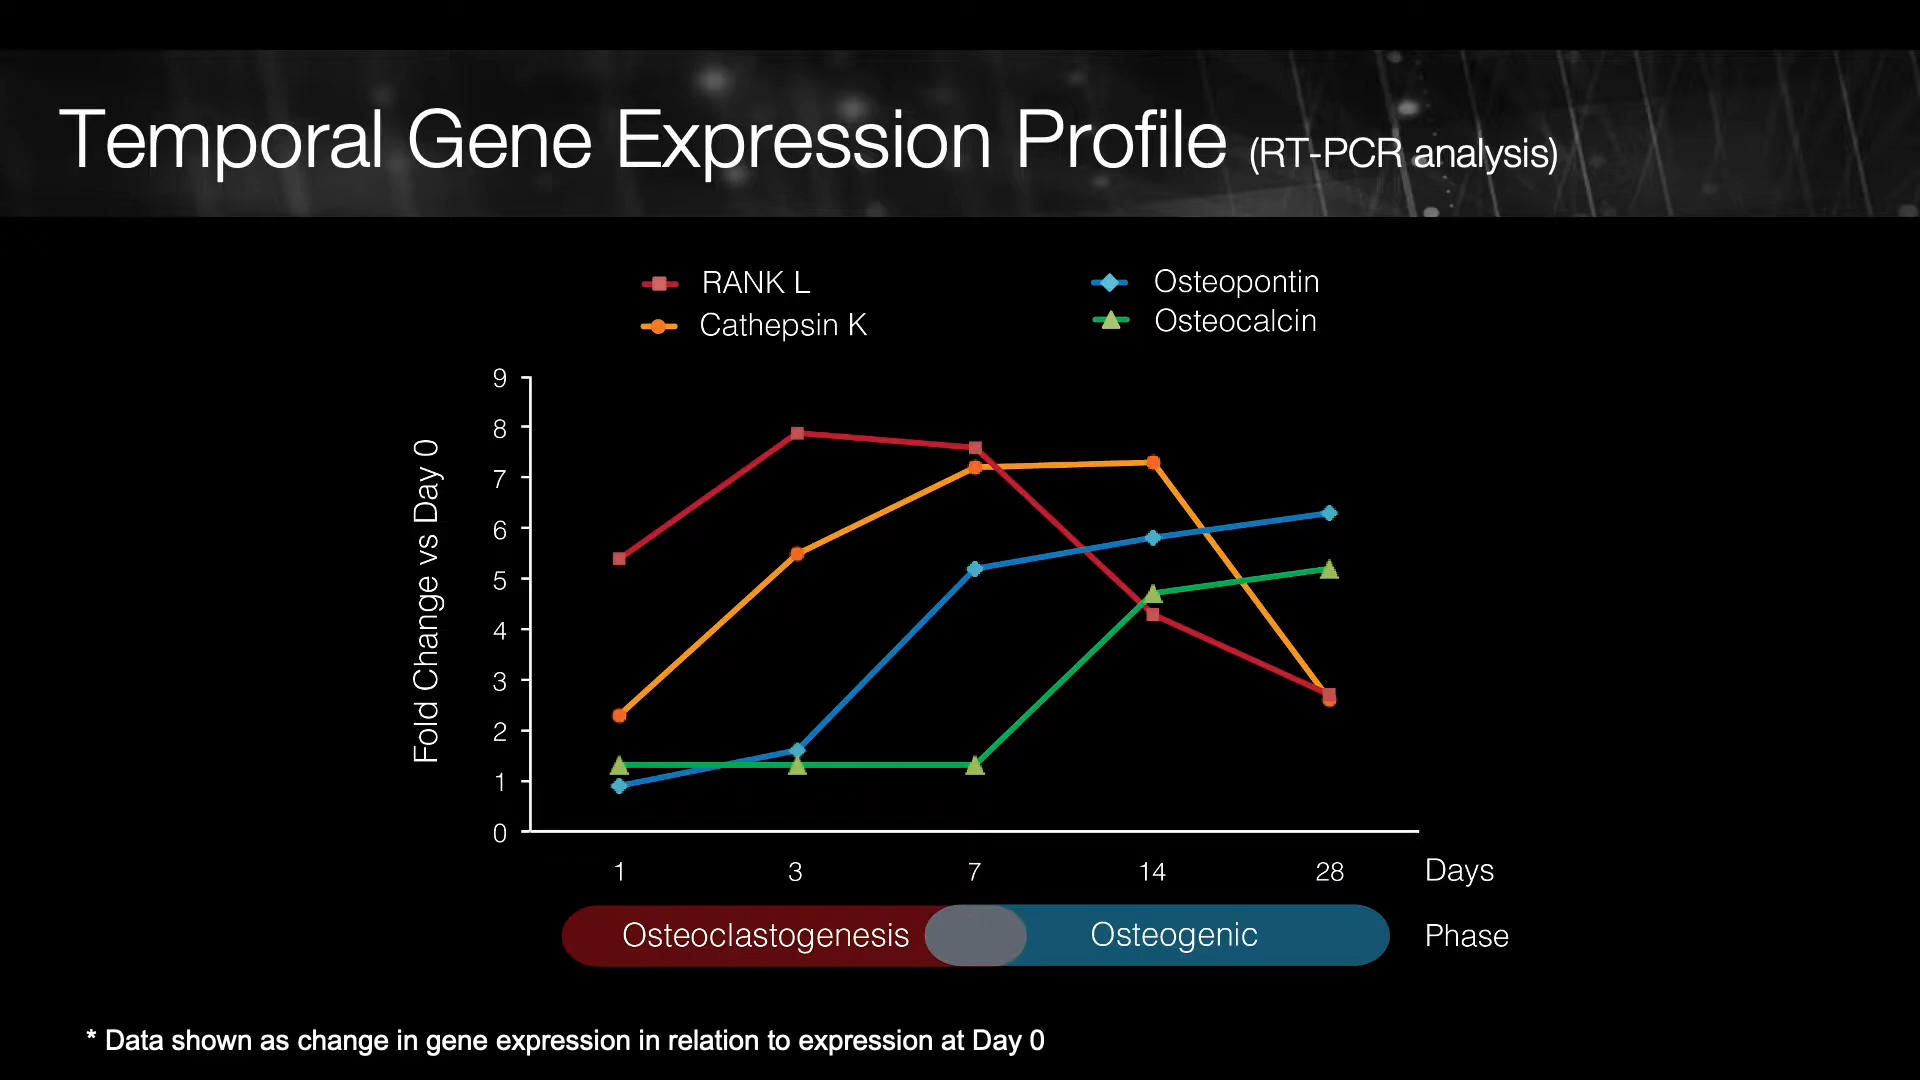 Temporal Gene Expression Profile (RT-PCR analysis)
RANK L
Osteopontin
Cathepsin K
Osteocalcin
Fold Change vs Day 0
9
8
7
6
5
4
3
2
1
0
1 3 7 14 28 Days
Osteoclastogenesis Osteogenic Phase
* Data shown as change in gene expression in relation to expression at Day 0